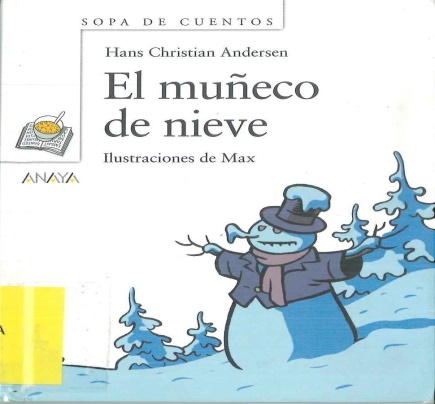 SOPA DE CUENTOS
Hans Christian Andersen
El muñeco
de nieve
Ilustraciones de Max
ANAYA
A